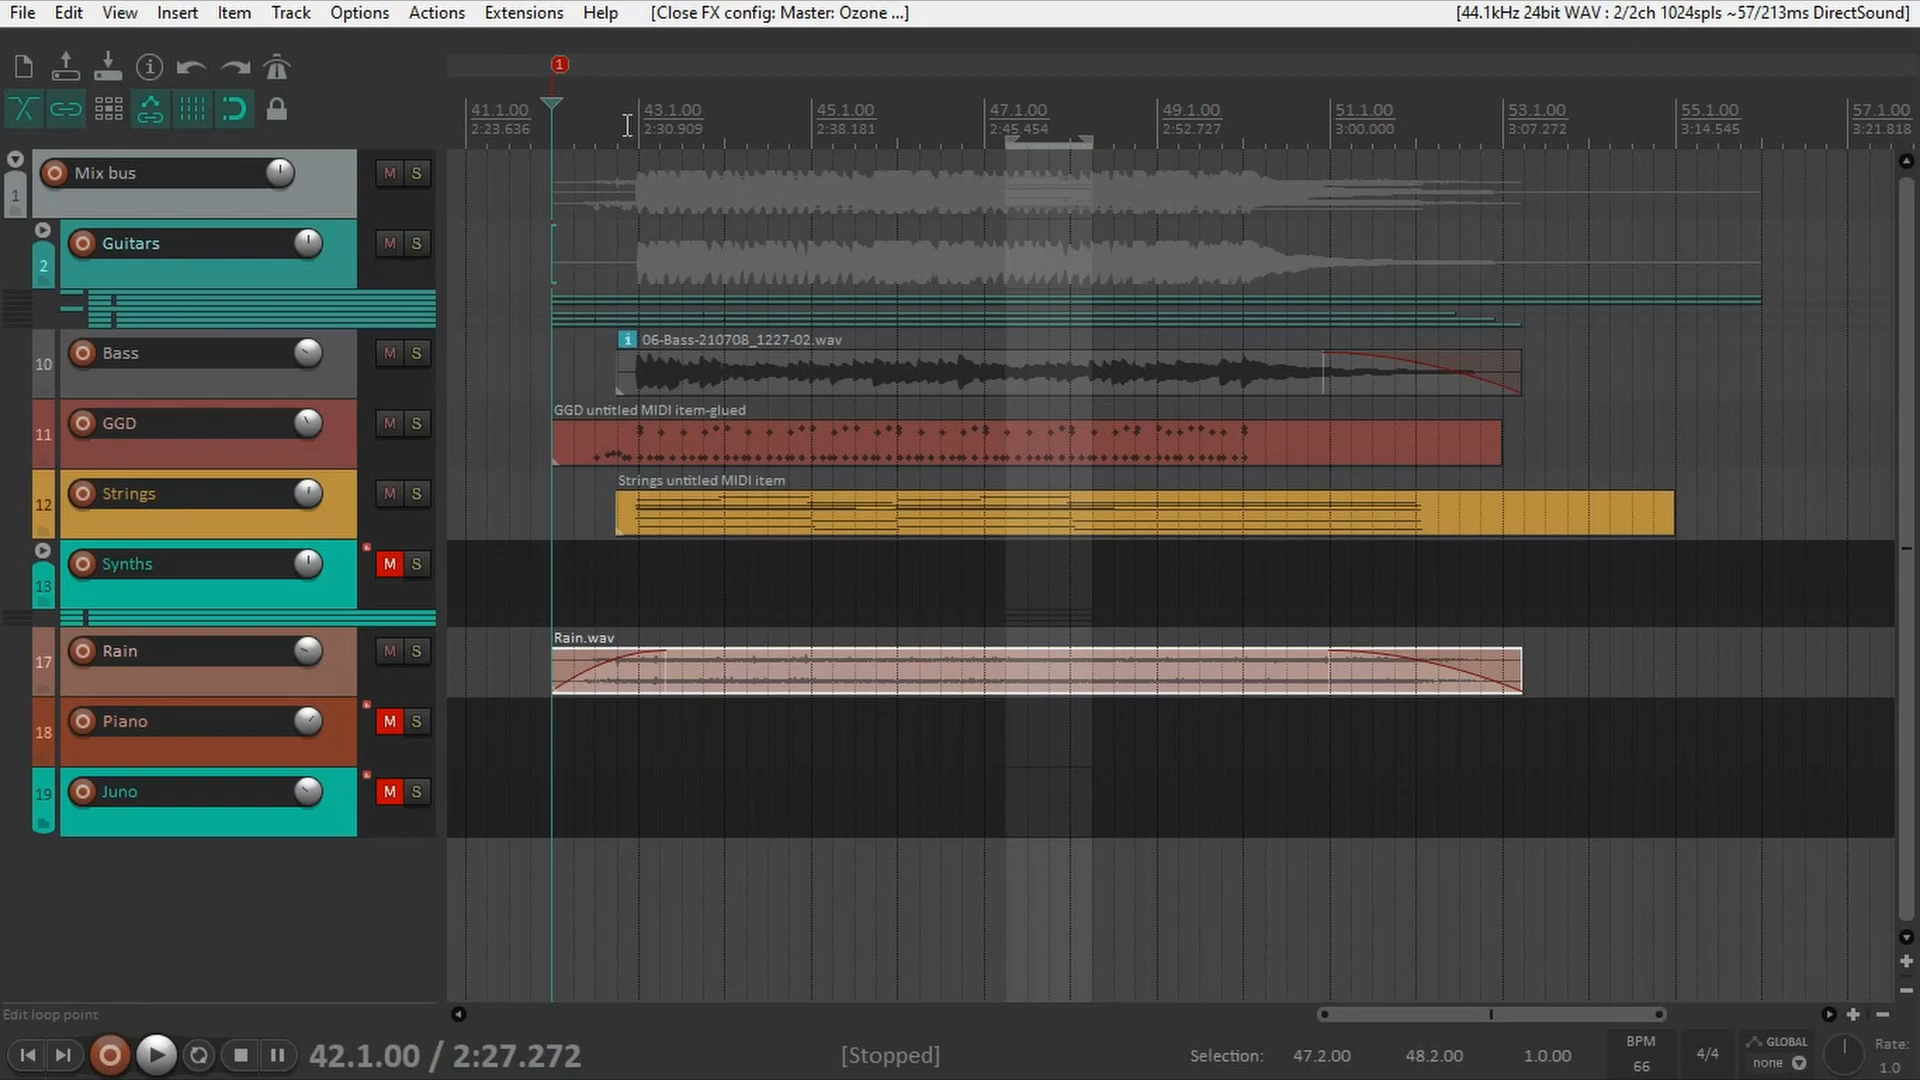 File Edit View Insert Item Track Options Actions Extensions Help [Close FX config: Master: Ozone ...] [44.1kHz 24bit WAV : 2/2ch 1024spls ~57/213ms DirectSound]
1
41.1.00 43.1.00 45.1.00 47.1.00 49.1.00 51.1.00 53.1.00 55.1.00 57.1.00
2:23.636 2:30.909 2:38.181 2:45.454 2:52.727 3:00.000 3:07.272 3:14.545 3:21.818
1 Mix bus M S
2 Guitars M S
06-Bass-210708_1227-02.wav
10 Bass M S
GGD untitled MIDI item-glued
11 GGD M S
Strings untitled MIDI item
12 Strings M S
13 Synths M S
Rain.wav
17 Rain M S
18 Piano M S
19 Juno M S
Edit loop point
42.1.00 / 2:27.272 [Stopped] Selection: 47.2.00 48.2.00 1.0.00
BPM
66
4/4
GLOBAL
none
Rate:
1.0